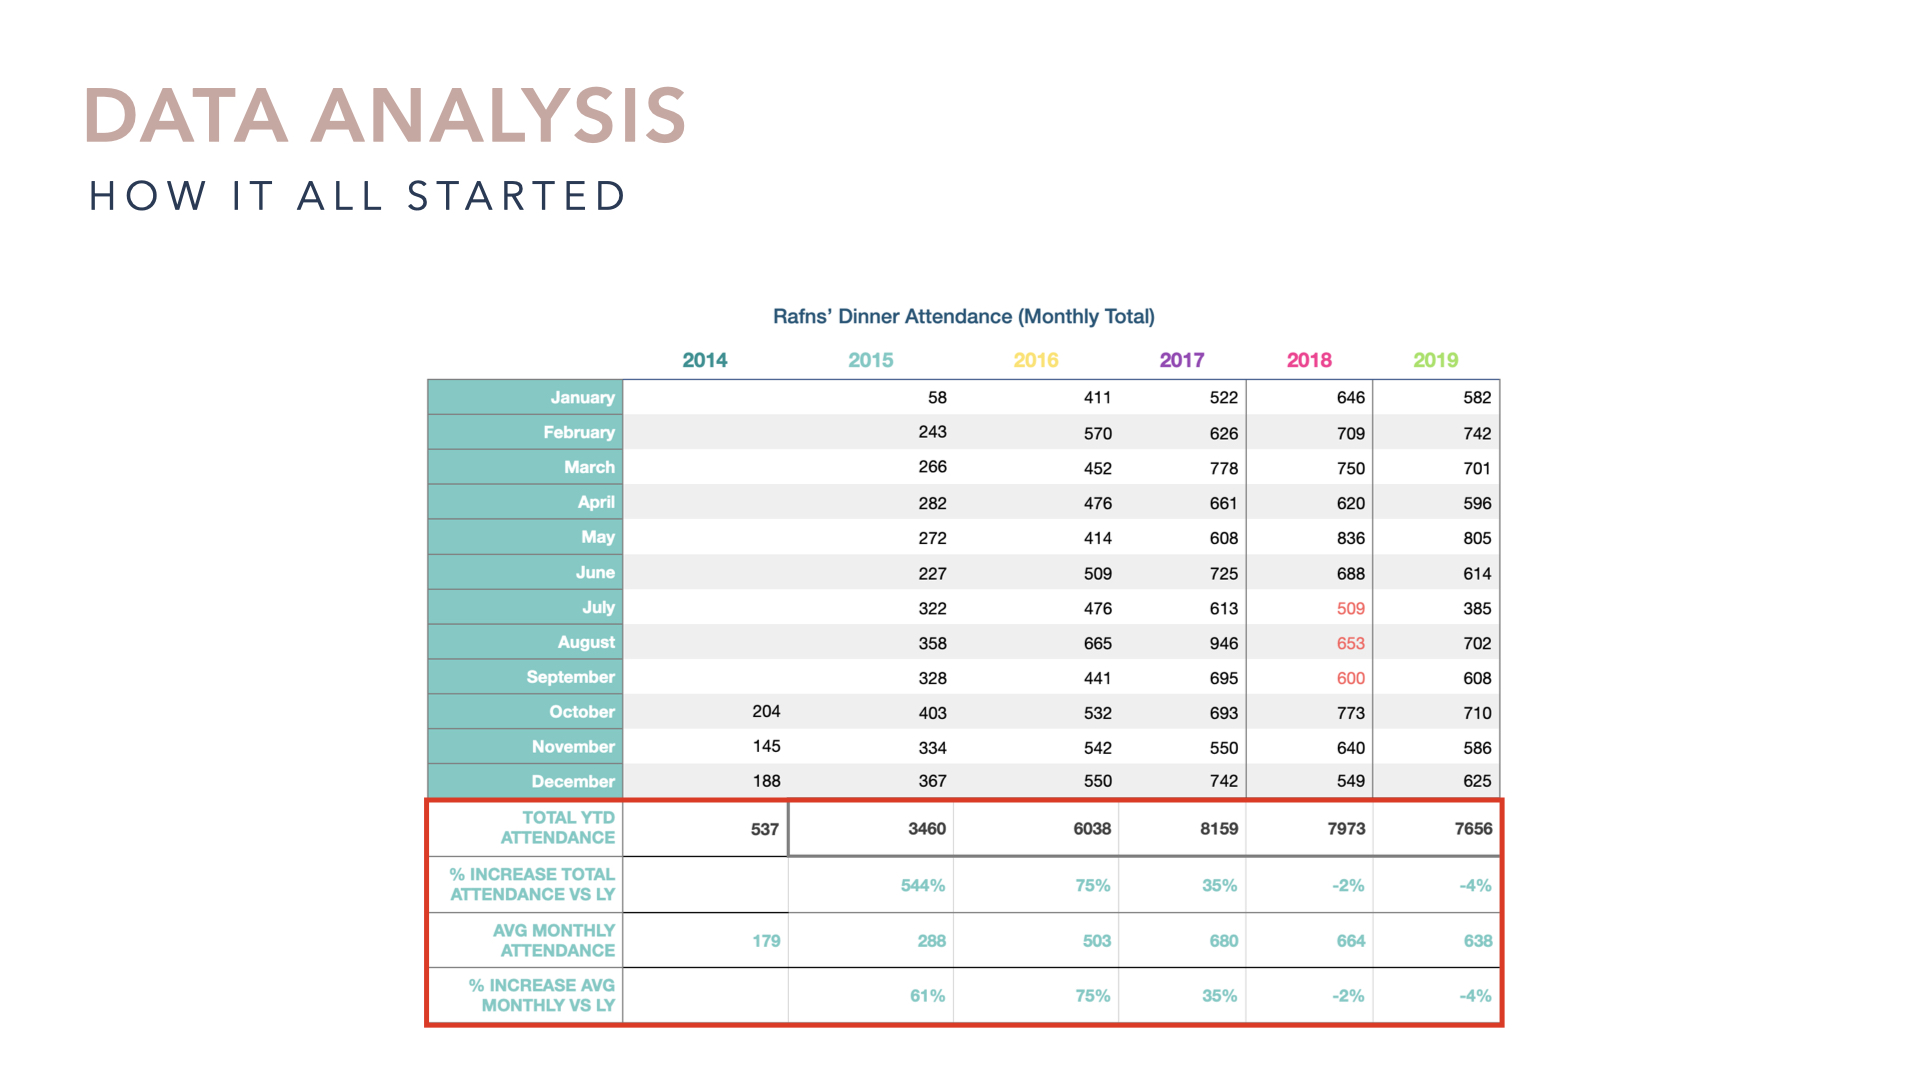 DATA ANALYSIS
HOW IT ALL STARTED
Rafns’ Dinner Attendance (Monthly Total)
2014 2015 2016 2017 2018 2019
January 58 411 522 646 582
February 243 570 626 709 742
March 266 452 778 750 701
April 282 476 661 620 596
May 272 414 608 836 805
June 227 509 725 688 614
July 322 476 613 509 385
August 358 665 946 653 702
September 328 441 695 600 608
October 204 403 532 693 773 710
November 145 334 542 550 640 586
December 188 367 550 742 549 625
TOTAL YTD
ATTENDANCE 537 3460 6038 8159 7973 7656
% INCREASE TOTAL
ATTENDANCE VS LY 544% 75% 35% -2% -4%
AVG MONTHLY
ATTENDANCE 179 288 503 680 664 638
% INCREASE AVG
MONTHLY VS LY 61% 75% 35% -2% -4%